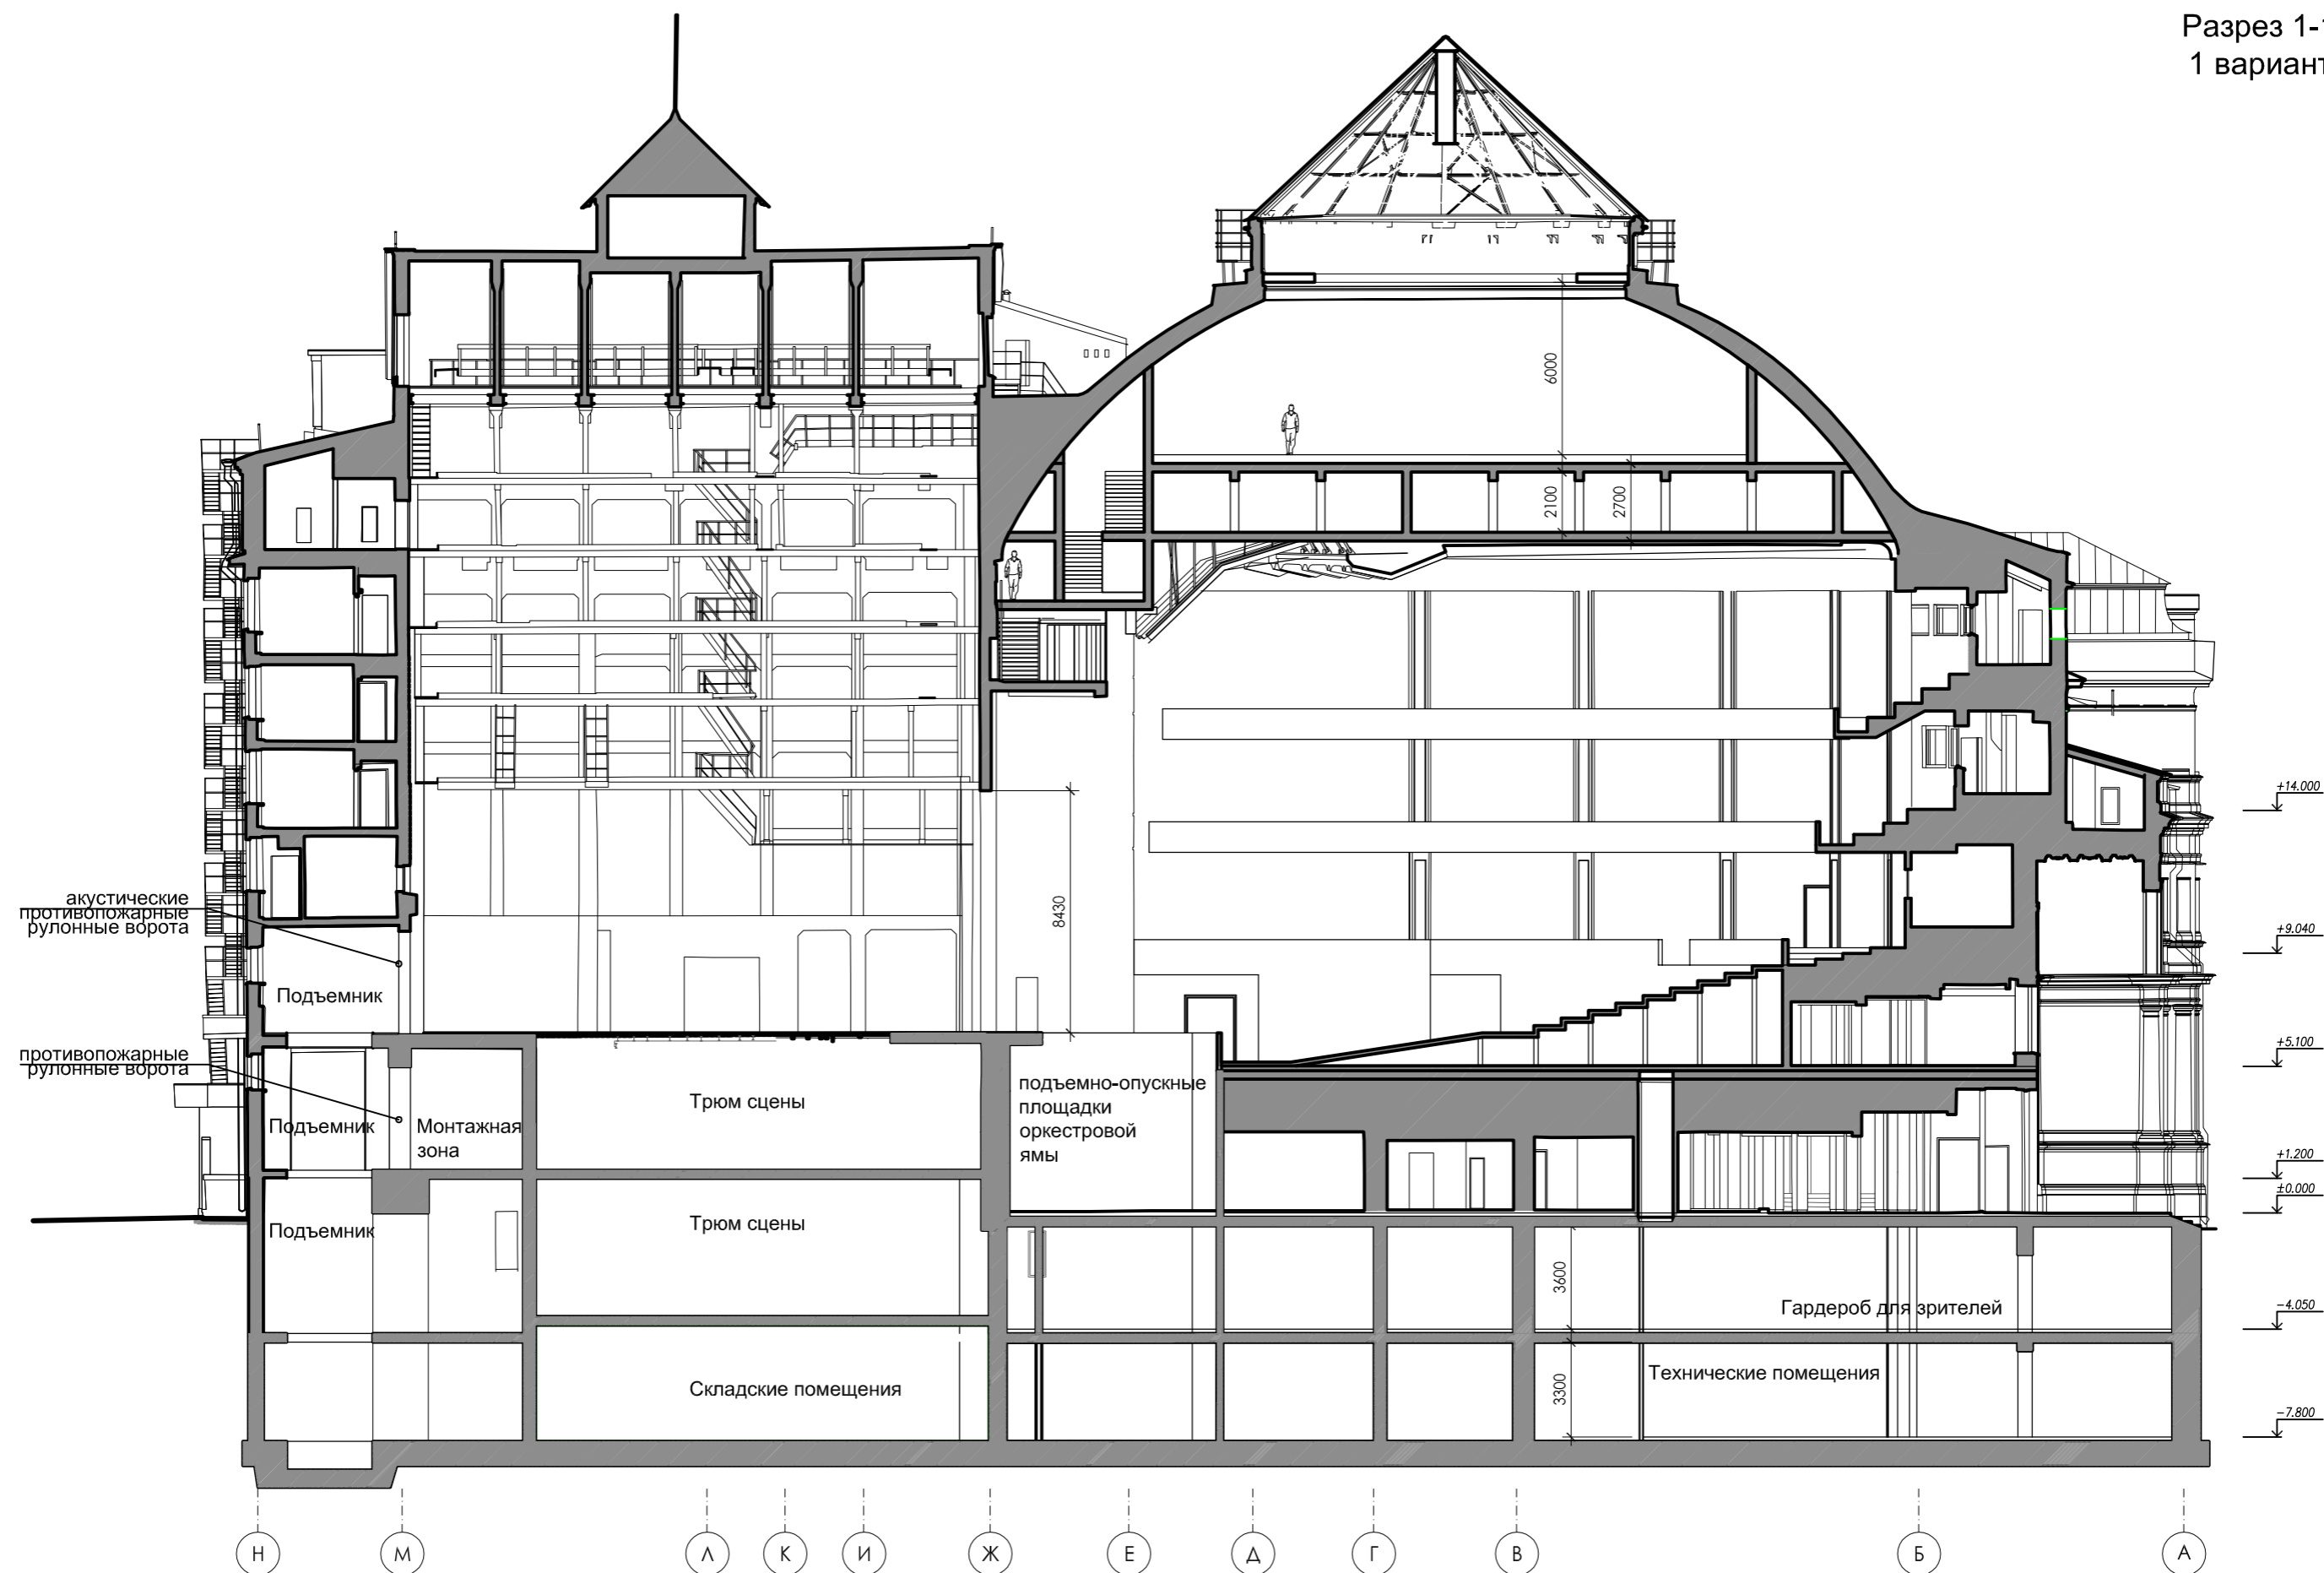 Разрез 1-
1 вариант
6000
2100
2700
+14.000
8430
акустические
противопожарные
рулонные ворота
+9.040
Подъемник
противопожарные
рулонные ворота
+5.100
подъемно-опускные
площадки
оркестровой
ямы
Трюм сцены
Подъемник
Монтажная
зона
+1.200
±0.000
Трюм сцены
Подъемник
3600
Гардероб для зрителей
-4.050
Складские помещения
3300
Технические помещения
-7.800
Н
М
Л
К
И
Ж
Е
Д
Г
В
Б
А